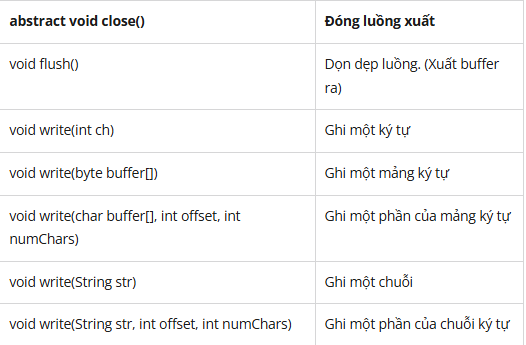 abstract void close() Đóng luồng xuất
void flush() Dọn dẹp luồng. (Xuất buffer
ra)
void write(int ch) Ghi một ký tự
void write(byte buffer[]) Ghi một mảng ký tự
void write(char buffer[], int offset, int Ghi một phần của mảng ký tự
numChars)
void write(String str) Ghi một chuỗi
void write(String str, int offset, int numChars) Ghi một phần của chuỗi ký tự